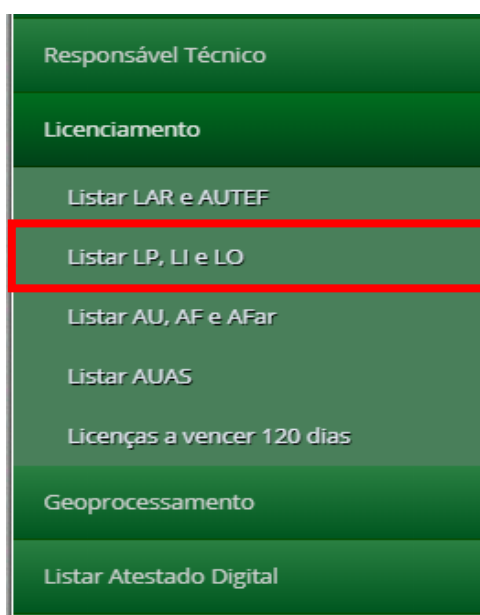 Responsável Técnico
Licenciamento
Listar LAR e AUTEF
Listar LP, LI e LO
Listar AU, AF e AFar
Listar AUAS
Licenças a vencer 120 dias
Geoprocessamento
Listar Atestado Digital